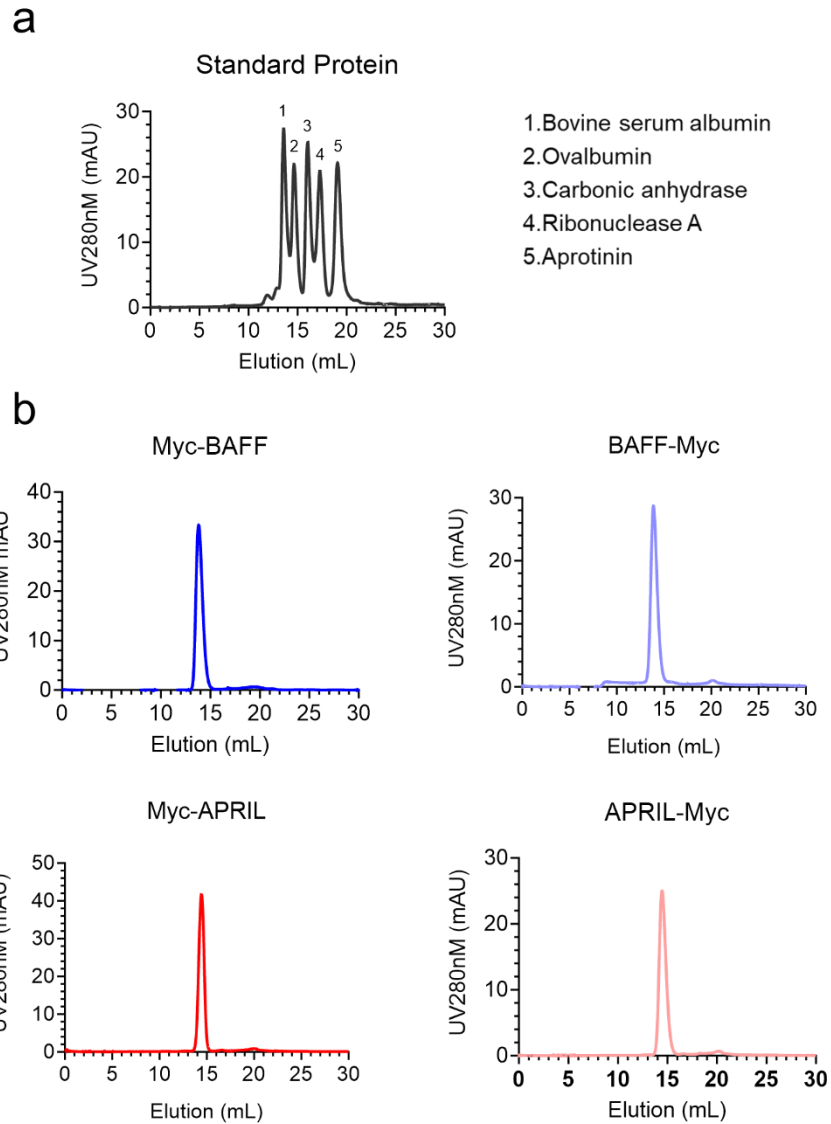 a
Standard Protein
UV280nM (mAU)
30
20
10
0
1
2
3
4
5
0 5 10 15 20 25 30
Elution (mL)
1.Bovine serum albumin
2.Ovalbumin
3.Carbonic anhydrase
4.Ribonuclease A
5.Aprotinin
b
Myc-BAFF
UV280nM mAU
40
30
20
10
0
0 5 10 15 20 25 30
Elution (mL)
BAFF-Myc
UV280nM (mAU)
30
20
10
0
0 5 10 15 20 25 30
Elution (mL)
Myc-APRIL
UV280nM (mAU)
50
40
30
20
10
0
0 5 10 15 20 25 30
Elution (mL)
APRIL-Myc
UV280nM (mAU)
30
20
10
0
0 5 10 15 20 25 30
Elution (mL)